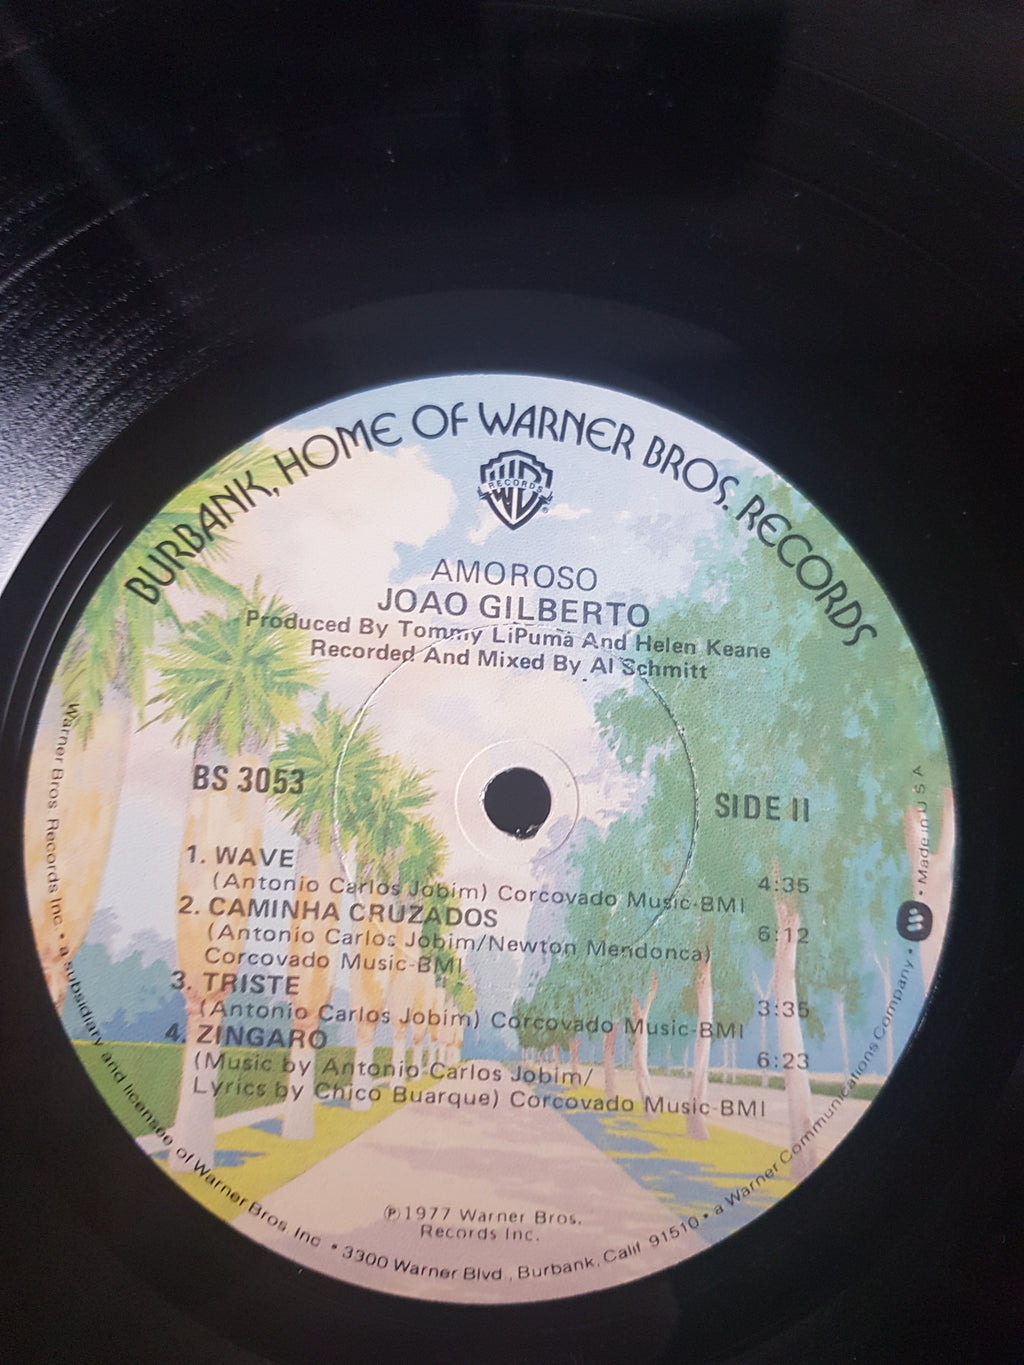 BURBANK, HOME OF WARNER BROS. RECORDS
RECORDS
AMOROSO
JOAO GILBERTO
Produced By Tommy LiPuma And Helen Keane
Recorded And Mixed By Al Schmitt
BS 3053
SIDE II
1. WAVE
(Antonio Carlos Jobim) Corcovado Music-BMI 4:35
2. CAMINHA CRUZADOS
(Antonio Carlos Jobim/Newton Mendonca) 6:12
Corcovado Music-BMI
3. TRISTE
(Antonio Carlos Jobim) Corcovado Music-BMI 3:35
4. ZINGARO
(Music by Antonio Carlos Jobim/ 6:23
Lyrics by Chico Buarque) Corcovado Music-BMI
℗1977 Warner Bros.
Records Inc.
Warner Bros. Records Inc. • a subsidiary and licensee of Warner Bros. Inc • 3300 Warner Blvd., Burbank, Calif 91510 • a Warner Communications Company • Made in U S A